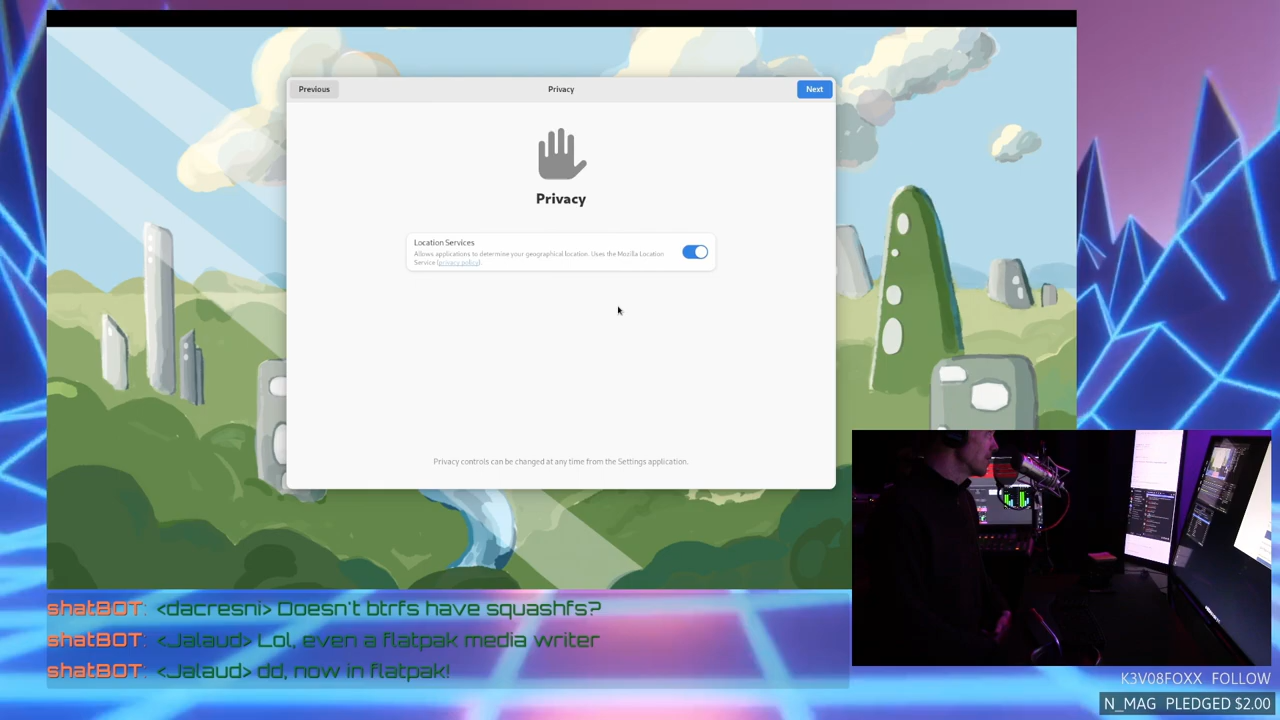 Previous
Privacy
Next
Privacy
Location Services
Allows applications to determine your geographical location. Uses the Mozilla Location
Service (privacy policy).
Privacy controls can be changed at any time from the Settings application.
shatBOT: <dacresni> Doesn't btrfs have squashfs?
shatBOT: <Jalaud> Lol, even a flatpak media writer
shatBOT: <Jalaud> dd, now in flatpak!
K3V08FOXX FOLLOW
N_MAG PLEDGED $2.00